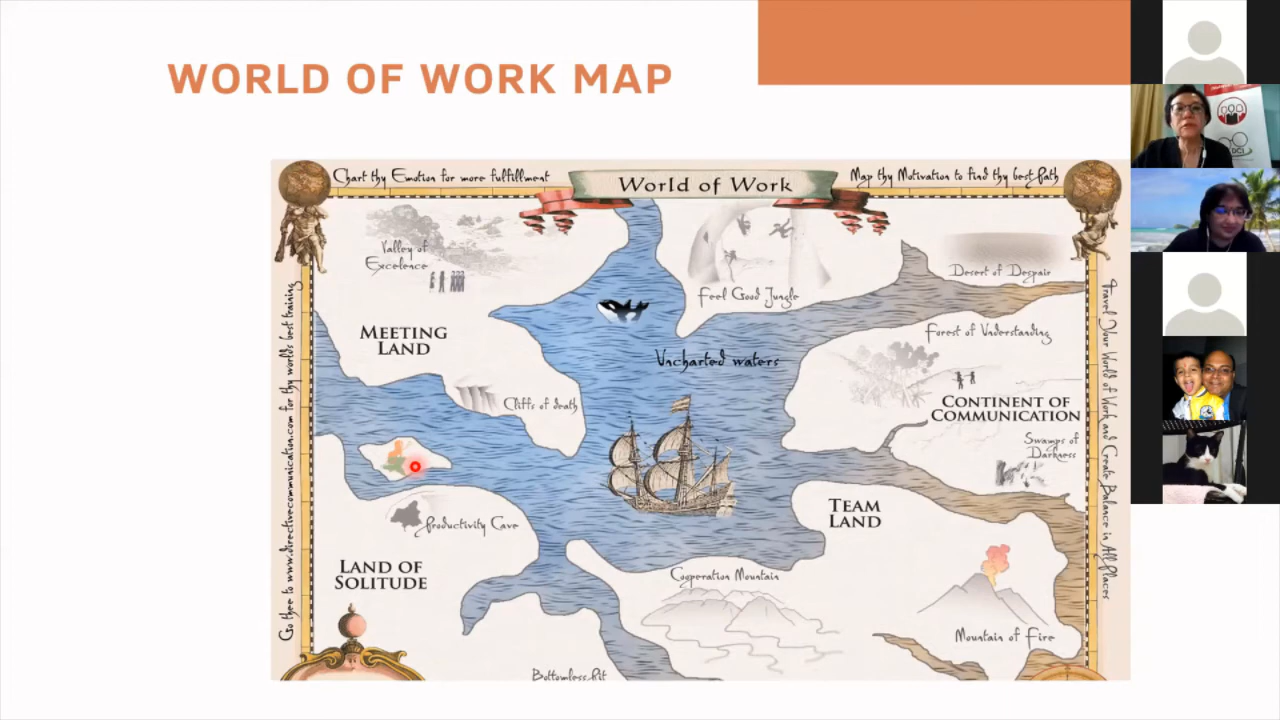 WORLD OF WORK MAP
Chart thy Emotion for more fulfillment
World of Work
Map thy Motivation to find thy best Path
Valley of
Excelence
Feel Good Jungle
Desert of Despair
MEETING
LAND
Uncharted waters
Forest of Understanding
Cliffs of death
CONTINENT OF
COMMUNICATION
Swamps of
Darkness
Productivity Cave
TEAM
LAND
LAND OF
SOLITUDE
Cooperation Mountain
Mountain of Fire
Bottomless pit
Go thee to www.directivecommunication.com for thy worlds best training
Travel Your World of Work and Create Balance in All Places
DCI